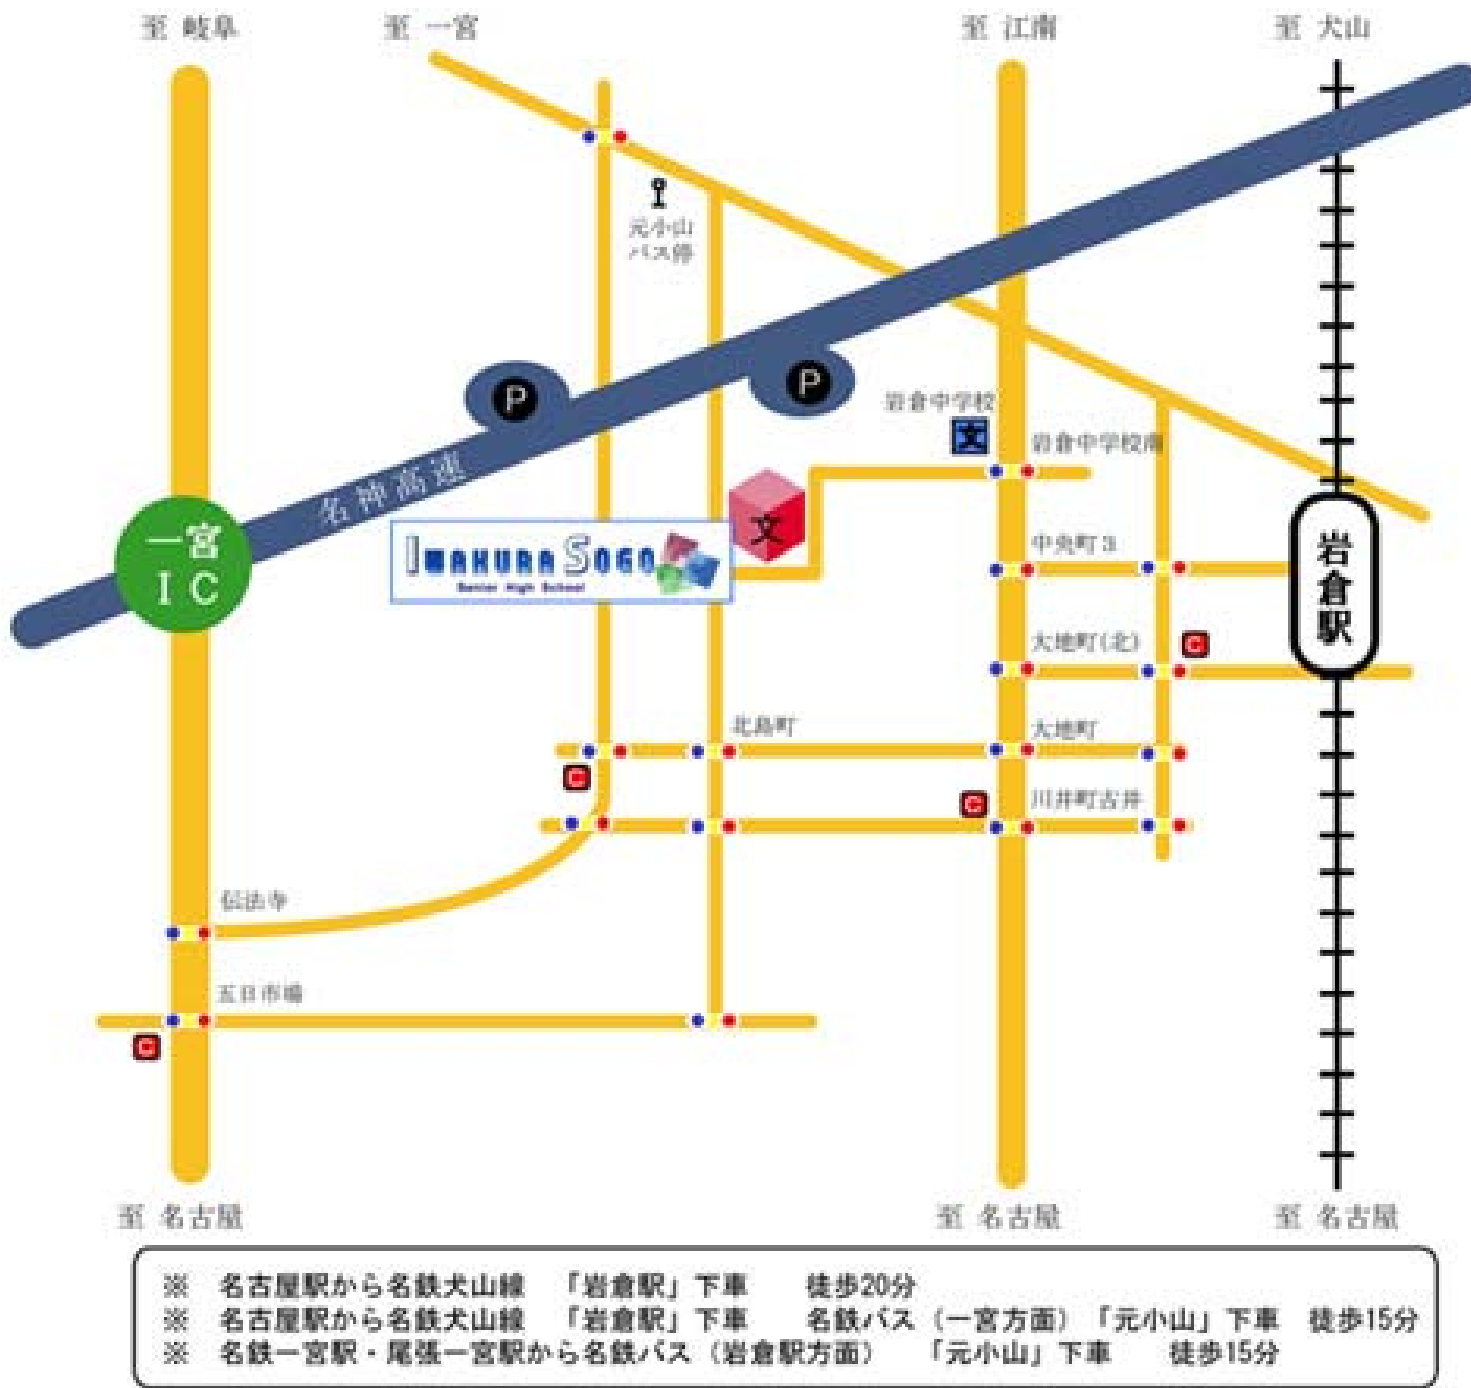 至 岐阜
至 一宮
至 江南
至 犬山
元小山
バス停
P
P
岩倉中学校
文
岩倉中学校南
名神高速
文
一宮
IC
IWAKURA SOGO
Senior High School
中央町3
岩倉駅
大地町(北)
C
北島町
大地町
C
C
川井町古井
伝法寺
五日市場
C
至 名古屋
至 名古屋
至 名古屋
※ 名古屋駅から名鉄犬山線 「岩倉駅」下車 徒歩20分
※ 名古屋駅から名鉄犬山線 「岩倉駅」下車 名鉄バス（一宮方面）「元小山」下車 徒歩15分
※ 名鉄一宮駅・尾張一宮駅から名鉄バス（岩倉駅方面） 「元小山」下車 徒歩15分